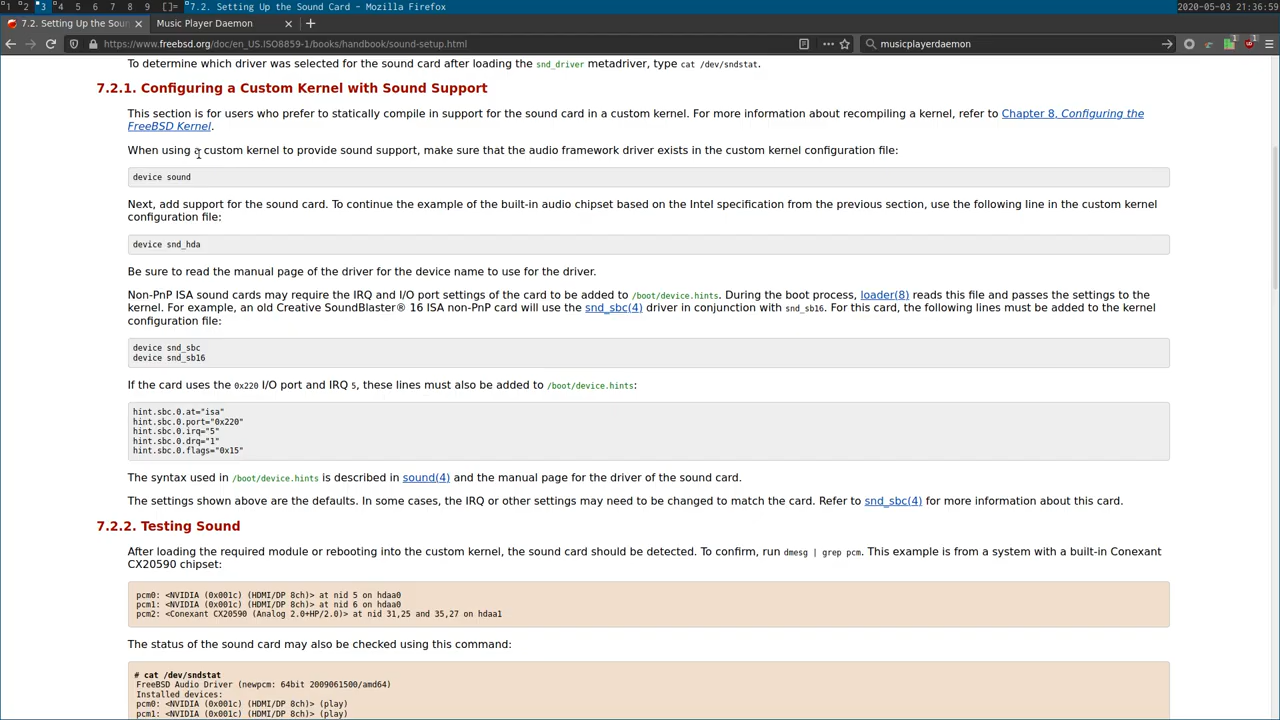 1 2 3 4 5 6 7 8 9 []= 7.2. Setting Up the Sound Card - Mozilla Firefox 2020-05-03 21:36:59
7.2. Setting Up the Soun Music Player Daemon
https://www.freebsd.org/doc/en_US.ISO8859-1/books/handbook/sound-setup.html musicplayerdaemon 1 1
To determine which driver was selected for the sound card after loading the snd_driver metadriver, type cat /dev/sndstat.
7.2.1. Configuring a Custom Kernel with Sound Support
This section is for users who prefer to statically compile in support for the sound card in a custom kernel. For more information about recompiling a kernel, refer to Chapter 8, Configuring the
FreeBSD Kernel.
When using a custom kernel to provide sound support, make sure that the audio framework driver exists in the custom kernel configuration file:
device sound
Next, add support for the sound card. To continue the example of the built-in audio chipset based on the Intel specification from the previous section, use the following line in the custom kernel
configuration file:
device snd_hda
Be sure to read the manual page of the driver for the device name to use for the driver.
Non-PnP ISA sound cards may require the IRQ and I/O port settings of the card to be added to /boot/device.hints. During the boot process, loader(8) reads this file and passes the settings to the
kernel. For example, an old Creative SoundBlaster® 16 ISA non-PnP card will use the snd_sbc(4) driver in conjunction with snd_sb16. For this card, the following lines must be added to the kernel
configuration file:
device snd_sbc
device snd_sb16
If the card uses the 0x220 I/O port and IRQ 5, these lines must also be added to /boot/device.hints:
hint.sbc.0.at="isa"
hint.sbc.0.port="0x220"
hint.sbc.0.irq="5"
hint.sbc.0.drq="1"
hint.sbc.0.flags="0x15"
The syntax used in /boot/device.hints is described in sound(4) and the manual page for the driver of the sound card.
The settings shown above are the defaults. In some cases, the IRQ or other settings may need to be changed to match the card. Refer to snd_sbc(4) for more information about this card.
7.2.2. Testing Sound
After loading the required module or rebooting into the custom kernel, the sound card should be detected. To confirm, run dmesg | grep pcm. This example is from a system with a built-in Conexant
CX20590 chipset:
pcm0: <NVIDIA (0x001c) (HDMI/DP 8ch)> at nid 5 on hdaa0
pcm1: <NVIDIA (0x001c) (HDMI/DP 8ch)> at nid 6 on hdaa0
pcm2: <Conexant CX20590 (Analog 2.0+HP/2.0)> at nid 31,25 and 35,27 on hdaa1
The status of the sound card may also be checked using this command:
# cat /dev/sndstat
FreeBSD Audio Driver (newpcm: 64bit 2009061500/amd64)
Installed devices:
pcm0: <NVIDIA (0x001c) (HDMI/DP 8ch)> (play)
pcm1: <NVIDIA (0x001c) (HDMI/DP 8ch)> (play)